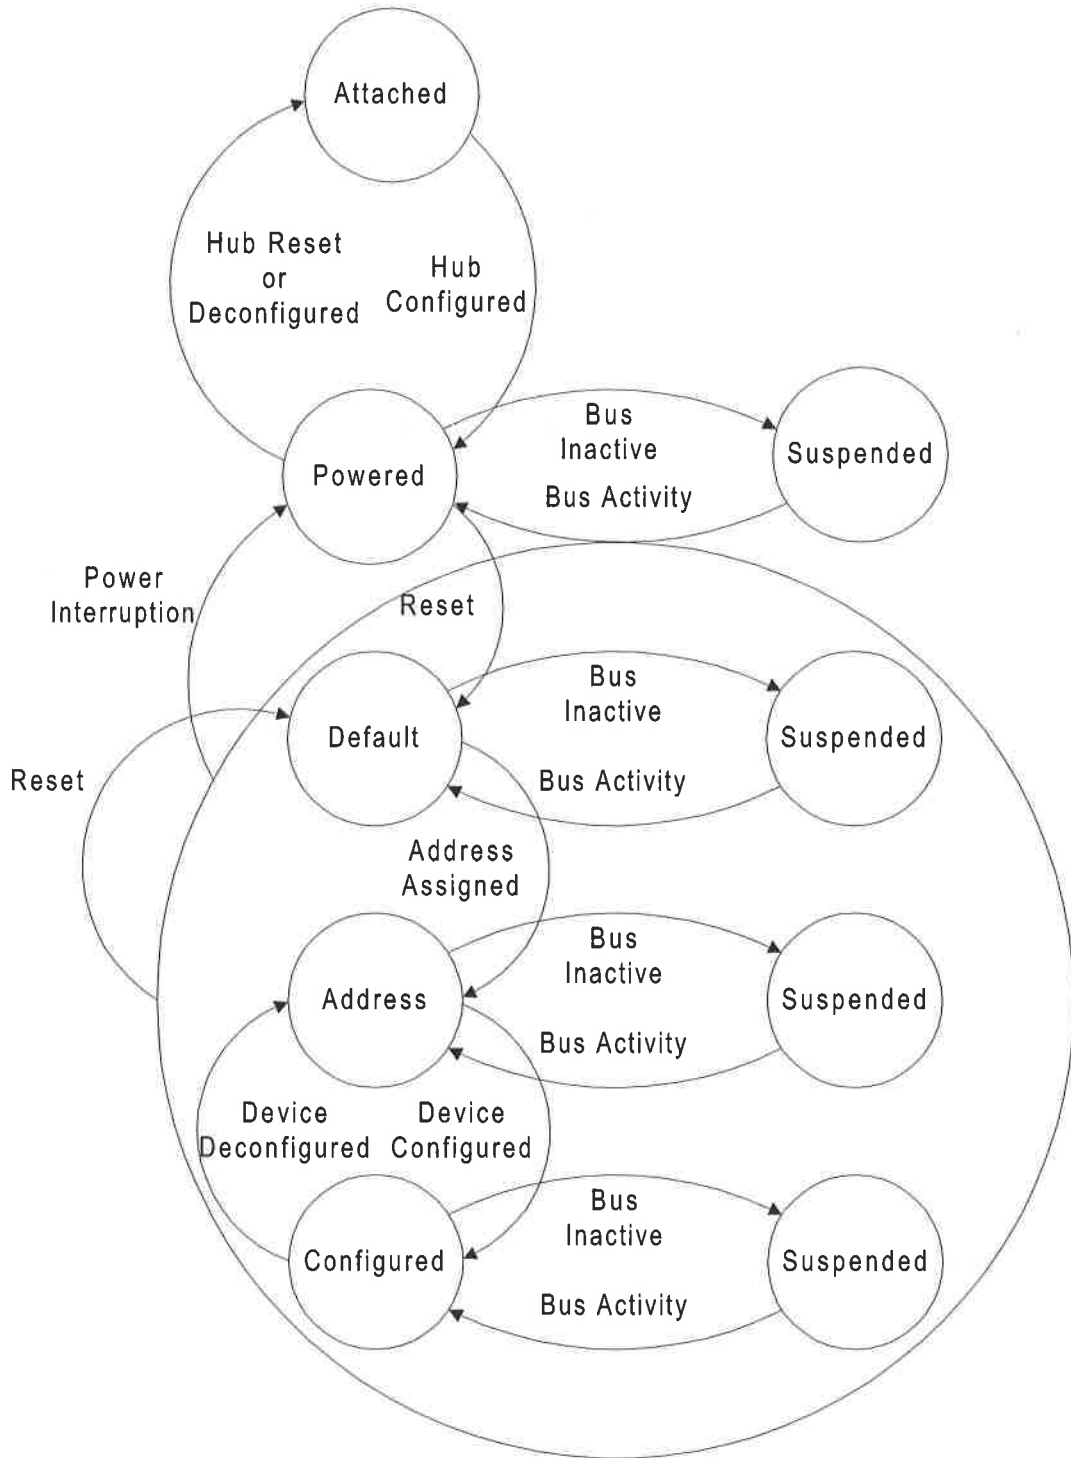 Attached
Hub Reset
or
Deconfigured
Hub
Configured
Bus
Inactive
Suspended
Powered
Bus Activity
Power
Interruption
Reset
Bus
Inactive
Default
Suspended
Reset
Bus Activity
Address
Assigned
Bus
Inactive
Address
Suspended
Bus Activity
Device
Deconfigured
Device
Configured
Bus
Inactive
Configured
Suspended
Bus Activity